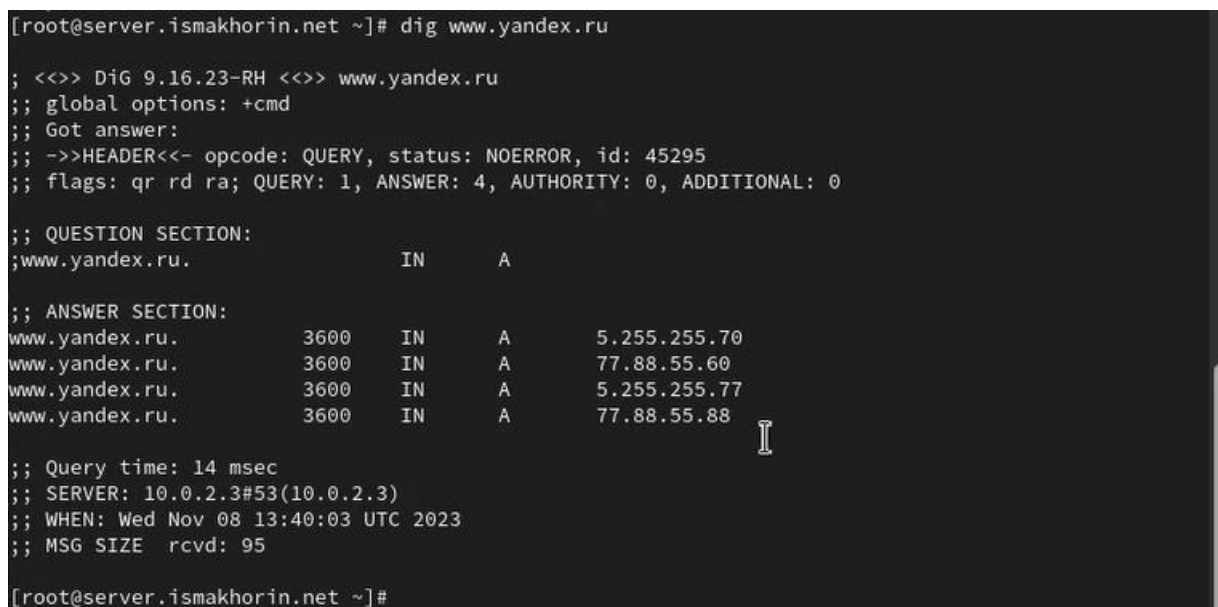 [root@server.ismakhorin.net ~]# dig www.yandex.ru
; <<>> DiG 9.16.23-RH <<>> www.yandex.ru
;; global options: +cmd
;; Got answer:
;; ->>HEADER<<- opcode: QUERY, status: NOERROR, id: 45295
;; flags: qr rd ra; QUERY: 1, ANSWER: 4, AUTHORITY: 0, ADDITIONAL: 0
;; QUESTION SECTION:
;www.yandex.ru. IN A
;; ANSWER SECTION:
www.yandex.ru. 3600 IN A 5.255.255.70
www.yandex.ru. 3600 IN A 77.88.55.60
www.yandex.ru. 3600 IN A 5.255.255.77
www.yandex.ru. 3600 IN A 77.88.55.88
;; Query time: 14 msec
;; SERVER: 10.0.2.3#53(10.0.2.3)
;; WHEN: Wed Nov 08 13:40:03 UTC 2023
;; MSG SIZE rcvd: 95
[root@server.ismakhorin.net ~]#